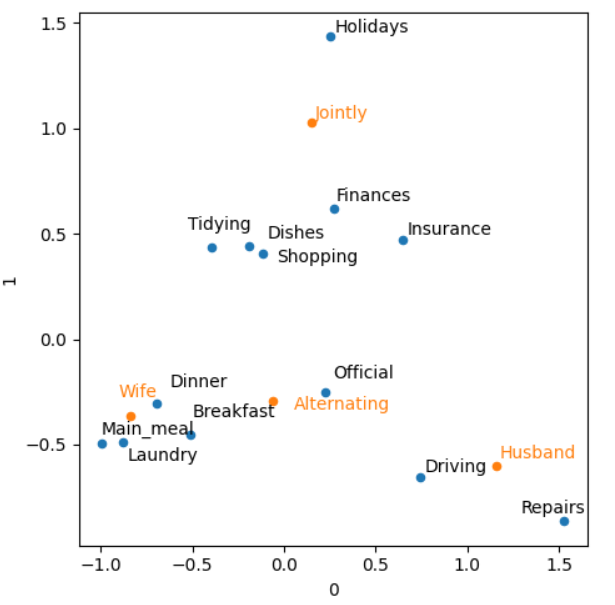 1.5
Holidays
Jointly
1.0
Finances
Tidying
Insurance
Dishes
0.5
Shopping
1
0.0
Official
Dinner
Wife
Alternating
Breakfast
Main_meal
−0.5
Laundry
Husband
Driving
Repairs
−1.0 −0.5 0.0 0.5 1.0 1.5
0